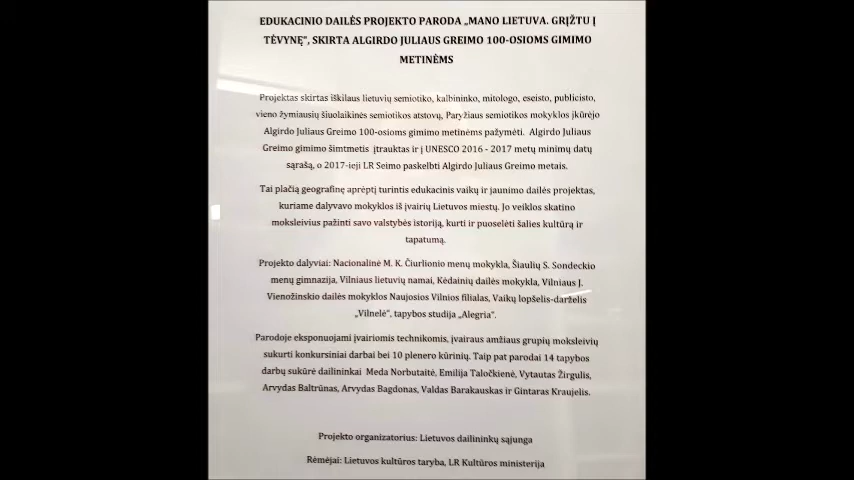 EDUKACINIO DAILĖS PROJEKTO PARODA „MANO LIETUVA. GRĮŽTU Į
TĖVYNĘ“, SKIRTA ALGIRDO JULIAUS GREIMO 100-OSIOMS GIMIMO
METINĖMS
Projektas skirtas iškilaus lietuvių semiotiko, kalbininko, mitologo, eseisto, publicisto,
vieno žymiausių šiuolaikinės semiotikos atstovų, Paryžiaus semiotikos mokyklos įkūrėjo
Algirdo Juliaus Greimo 100-osioms gimimo metinėms pažymėti. Algirdo Juliaus
Greimo gimimo šimtmetis įtrauktas ir į UNESCO 2016 - 2017 metų minimų datų
sąrašą, o 2017-ieji LR Seimo paskelbti Algirdo Juliaus Greimo metais.
Tai plačią geografinę aprėptį turintis edukacinis vaikų ir jaunimo dailės projektas,
kuriame dalyvavo mokyklos iš įvairių Lietuvos miestų. Jo veiklos skatino
moksleivius pažinti savo valstybės istoriją, kurti ir puoselėti šalies kultūrą ir
tapatumą.
Projekto dalyviai: Nacionalinė M. K. Čiurlionio menų mokykla, Šiaulių S. Sondeckio
menų gimnazija, Vilniaus lietuvių namai, Kėdainių dailės mokykla, Vilniaus J.
Vienožinskio dailės mokyklos Naujosios Vilnios filialas, Vaikų lopšelis-darželis
„Vilnelė“, tapybos studija „Alegria“.
Parodoje eksponuojami įvairiomis technikomis, įvairaus amžiaus grupių moksleivių
sukurti konkursiniai darbai bei 10 plenero kūrinių. Taip pat parodai 14 tapybos
darbų sukūrė dailininkai Meda Norbutaitė, Emilija Taločkienė, Vytautas Žirgulis,
Arvydas Baltrūnas, Arvydas Bagdonas, Valdas Barakauskas ir Gintaras Kraujelis.
Projekto organizatorius: Lietuvos dailininkų sąjunga
Rėmėjai: Lietuvos kultūros taryba, LR Kultūros ministerija